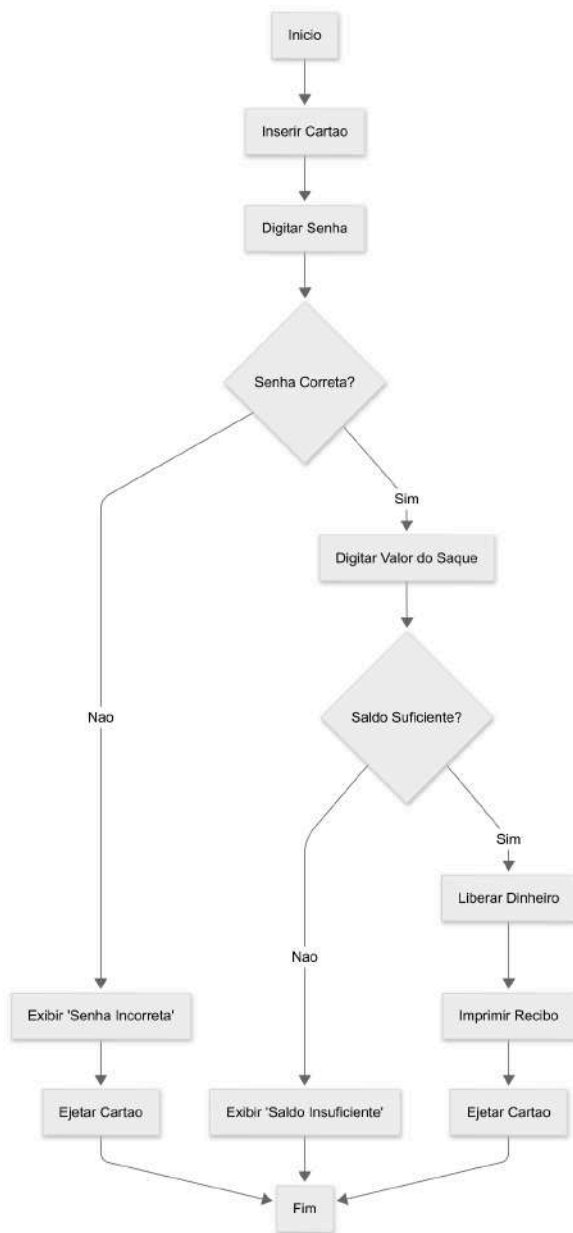 Inicio
Inserir Cartao
Digitar Senha
Senha Correta?
Sim
Digitar Valor do Saque
Nao
Saldo Suficiente?
Sim
Liberar Dinheiro
Nao
Exibir 'Senha Incorreta'
Imprimir Recibo
Ejetar Cartao
Exibir 'Saldo Insuficiente'
Ejetar Cartao
Fim